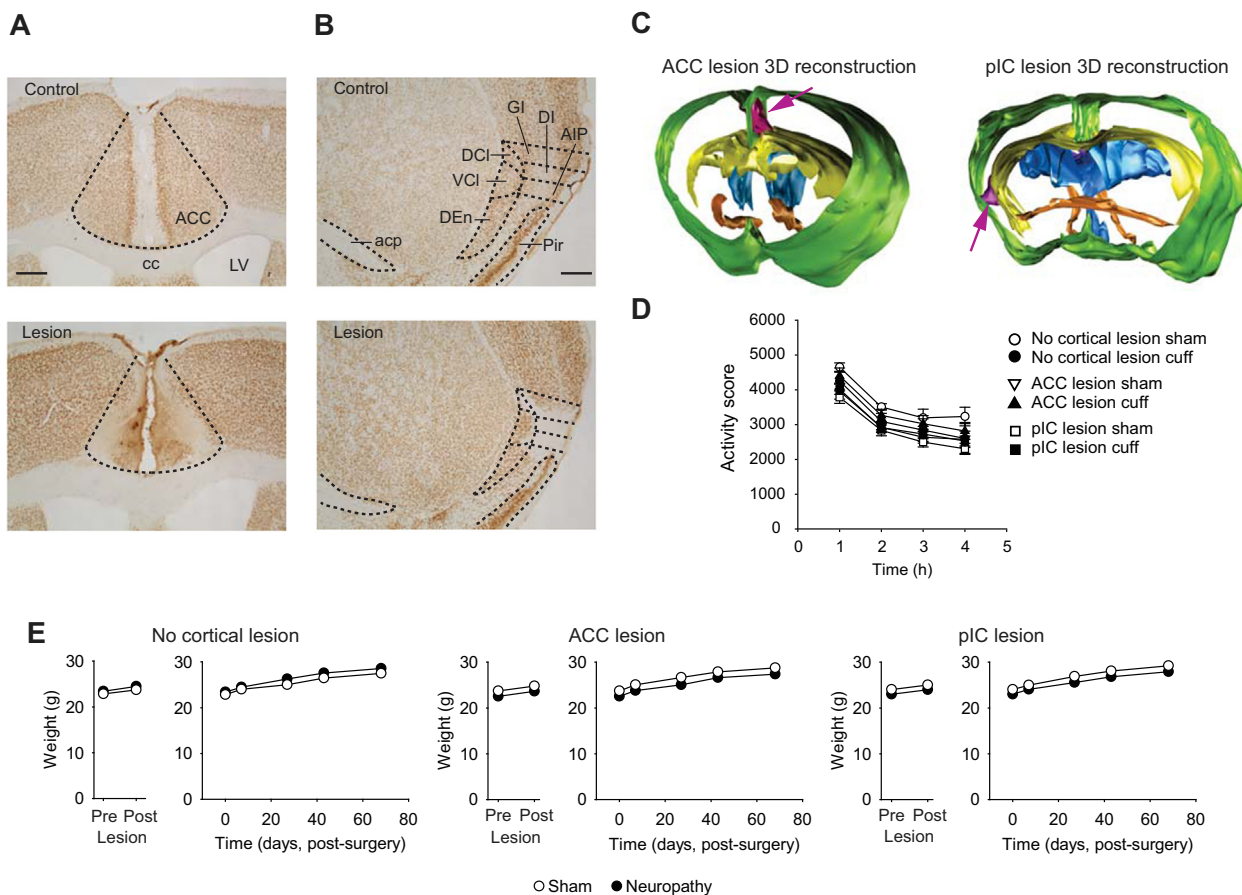 A
Control
ACC
cc
LV
Lesion
B
Control
GI
DI
AIP
DCl
VCl
DEn
acp
Pir
Lesion
C
ACC lesion 3D reconstruction
pIC lesion 3D reconstruction
D
Activity score
6000
5000
4000
3000
2000
1000
0
0 1 2 3 4 5
Time (h)
No cortical lesion sham
No cortical lesion cuff
ACC lesion sham
ACC lesion cuff
pIC lesion sham
pIC lesion cuff
E
No cortical lesion
Weight (g)
30
20
10
0
Pre Post
Lesion
30
20
10
0
0 20 40 60 80
Time (days, post-surgery)
ACC lesion
Weight (g)
30
20
10
0
Pre Post
Lesion
30
20
10
0
0 20 40 60 80
Time (days, post-surgery)
pIC lesion
Weight (g)
30
20
10
0
Pre Post
Lesion
30
20
10
0
0 20 40 60 80
Time (days, post-surgery)
Sham Neuropathy